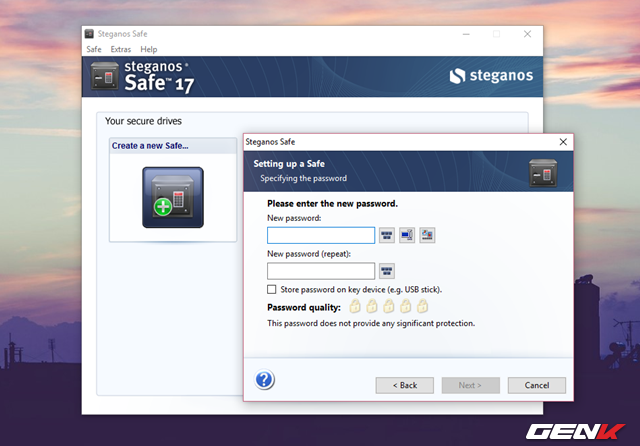 Steganos Safe
Safe Extras Help
steganos®
Safe™ 17
steganos
Your secure drives
Create a new Safe...
Steganos Safe
Setting up a Safe
Specifying the password
Please enter the new password.
New password:
New password (repeat):
Store password on key device (e.g. USB stick).
Password quality:
This password does not provide any significant protection.
?
< Back Next > Cancel
GENK